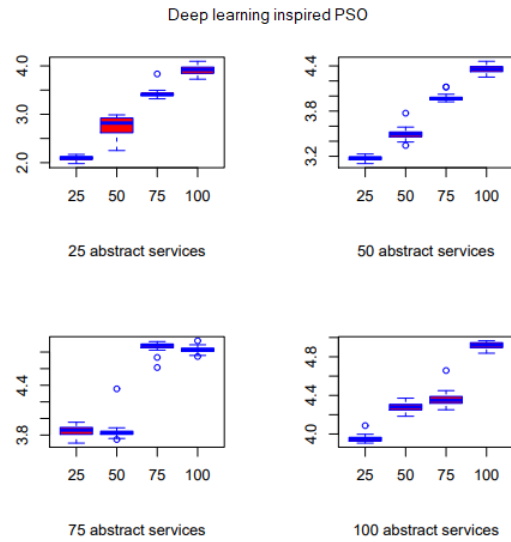 Deep learning inspired PSO
4.0
3.0
2.0
25 50 75 100
25 abstract services
4.4
3.8
3.2
25 50 75 100
50 abstract services
4.4
3.8
25 50 75 100
75 abstract services
4.8
4.4
4.0
25 50 75 100
100 abstract services